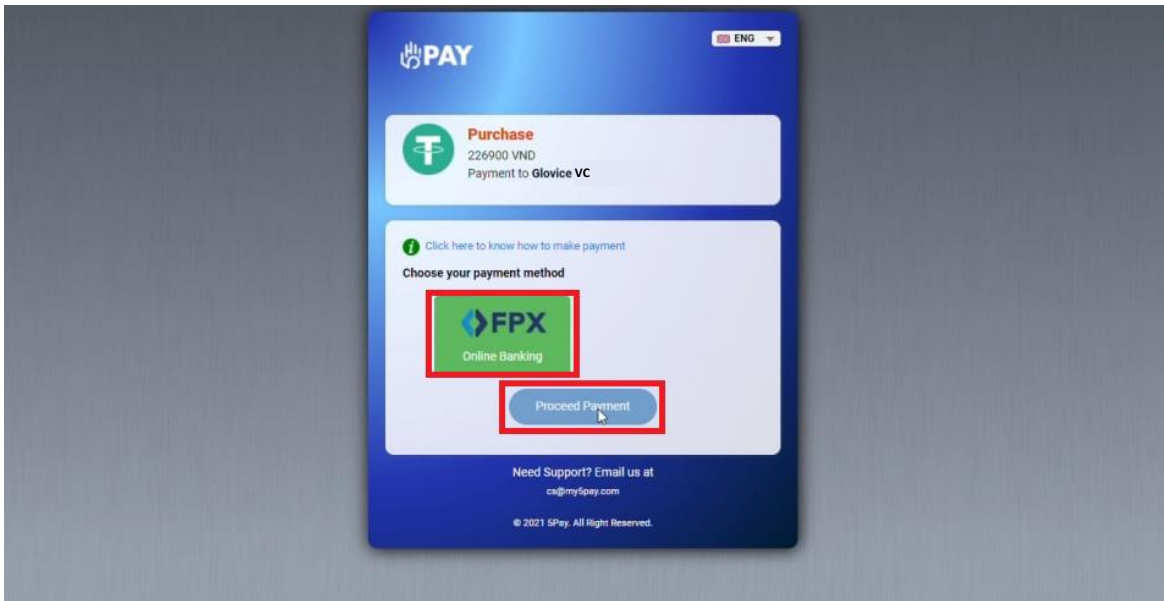 PAY
ENG
Purchase
226900 VND
Payment to Glovice VC
Click here to know how to make payment
Choose your payment method
FPX
Online Banking
Proceed Payment
Need Support? Email us at
cs@my5pay.com
© 2021 5Pay. All Right Reserved.